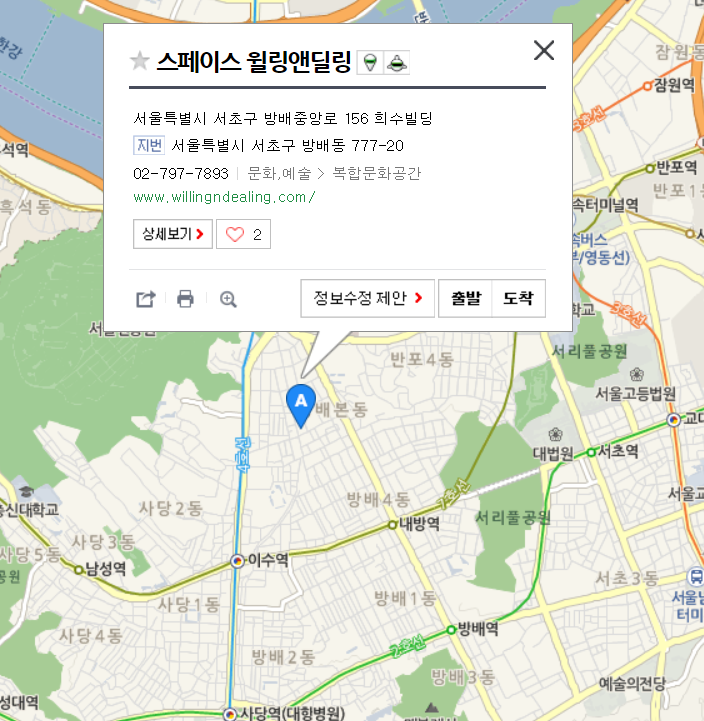 스페이스 윌링앤딜링
서울특별시 서초구 방배중앙로 156 희수빌딩
지번 서울특별시 서초구 방배동 777-20
02-797-7893 문화,예술 > 복합문화공간
www.willingndealing.com/
상세보기 > 2
정보수정 제안 > 출발 도착
한강
잠원동
잠원역
3호선
반포역
반포1
석역
흑석동
속터미널역
속버스
부/영동선)
3호선
학교
서리풀공원
반포4동
서울고등법원
A
배본동
교대
4호선
대법원
서초역
사당2동
방배4동
7호선
서울교
총신대학교
서리풀공원
내방역
사당3동
사당5동
이수역
남성역
공원
서초3동
서울남
터미
사당1동
방배1동
사당4동
방배역
2호선
방배2동
방배3동
예술의전당
성대역
사당역(대항병원)